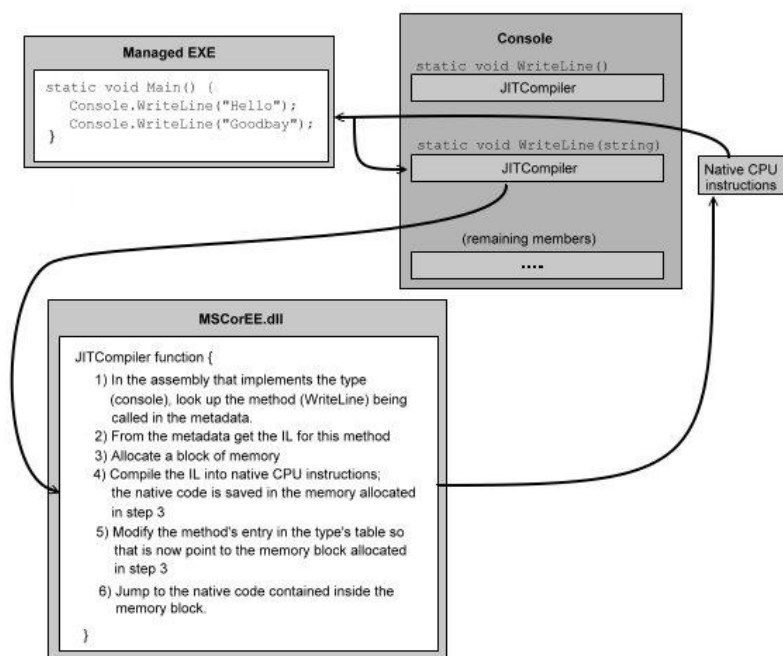 Managed EXE
static void Main() {
Console.WriteLine("Hello");
Console.WriteLine("Goodbay");
}
Console
static void WriteLine()
JITCompiler
static void WriteLine(string)
JITCompiler
(remaining members)
....
Native CPU
instructions
MSCorEE.dll
JITCompiler function {
1) In the assembly that implements the type
(console), look up the method (WriteLine) being
called in the metadata.
2) From the metadata get the IL for this method
3) Allocate a block of memory
4) Compile the IL into native CPU instructions;
the native code is saved in the memory allocated
in step 3
5) Modify the method's entry in the type's table so
that is now point to the memory block allocated
in step 3
6) Jump to the native code contained inside the
memory block.
}